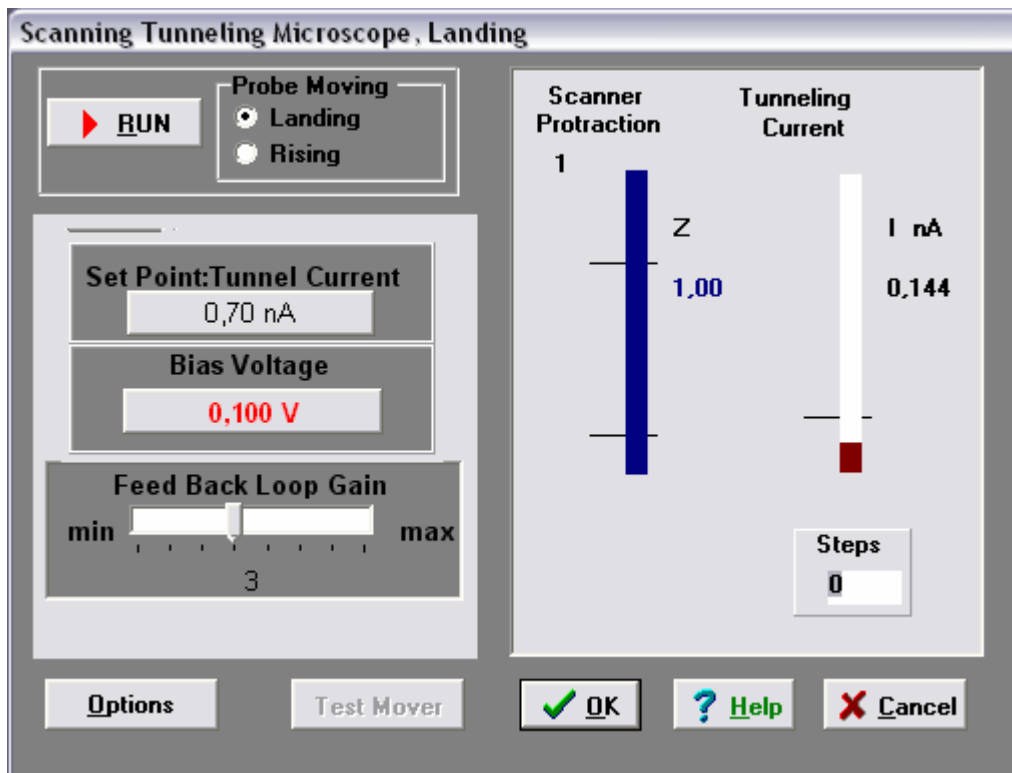 Scanning Tunneling Microscope, Landing
RUN
Probe Moving
Landing
Rising
Set Point:Tunnel Current
0,70 nA
Bias Voltage
0,100 V
Feed Back Loop Gain
min
max
3
Scanner
Protraction
1
Z
1,00
Tunneling
Current
I nA
0,144
Steps
0
Options
Test Mover
OK
Help
Cancel